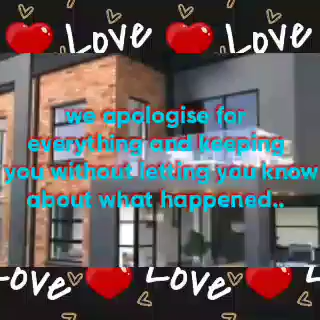 Love Love
we apologise for
everything and keeping
you without letting you know
about what happened..
Love Love